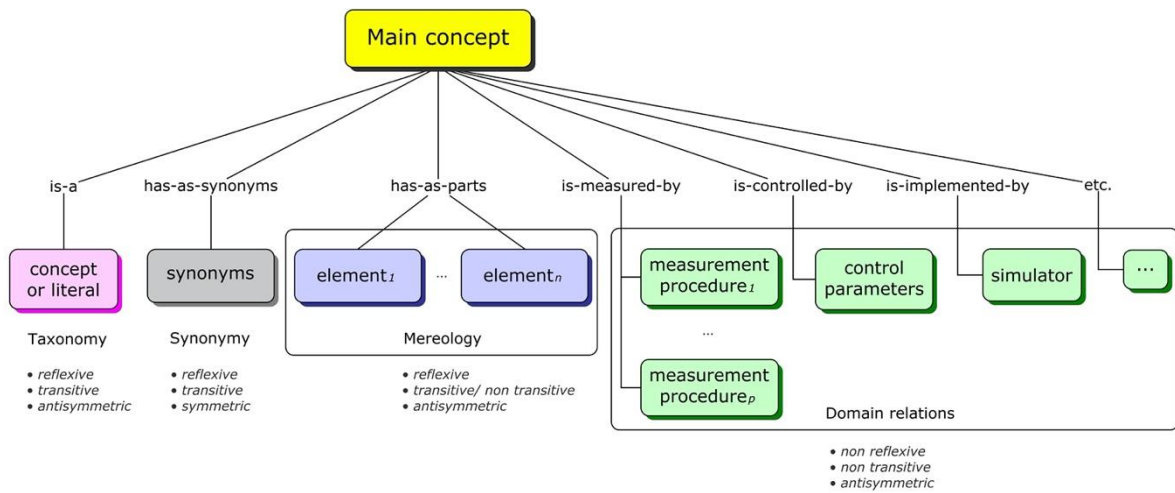 Main concept
is-a
has-as-synonyms
has-as-parts
is-measured-by
is-controlled-by
is-implemented-by
etc.
concept
or literal
synonyms
element1
...
elementn
measurement
procedure1
control
parameters
simulator
...
...
measurement
procedurep
Taxonomy
Synonymy
Mereology
Domain relations
• reflexive
• transitive
• antisymmetric
• reflexive
• transitive
• symmetric
• reflexive
• transitive/ non transitive
• antisymmetric
• non reflexive
• non transitive
• antisymmetric